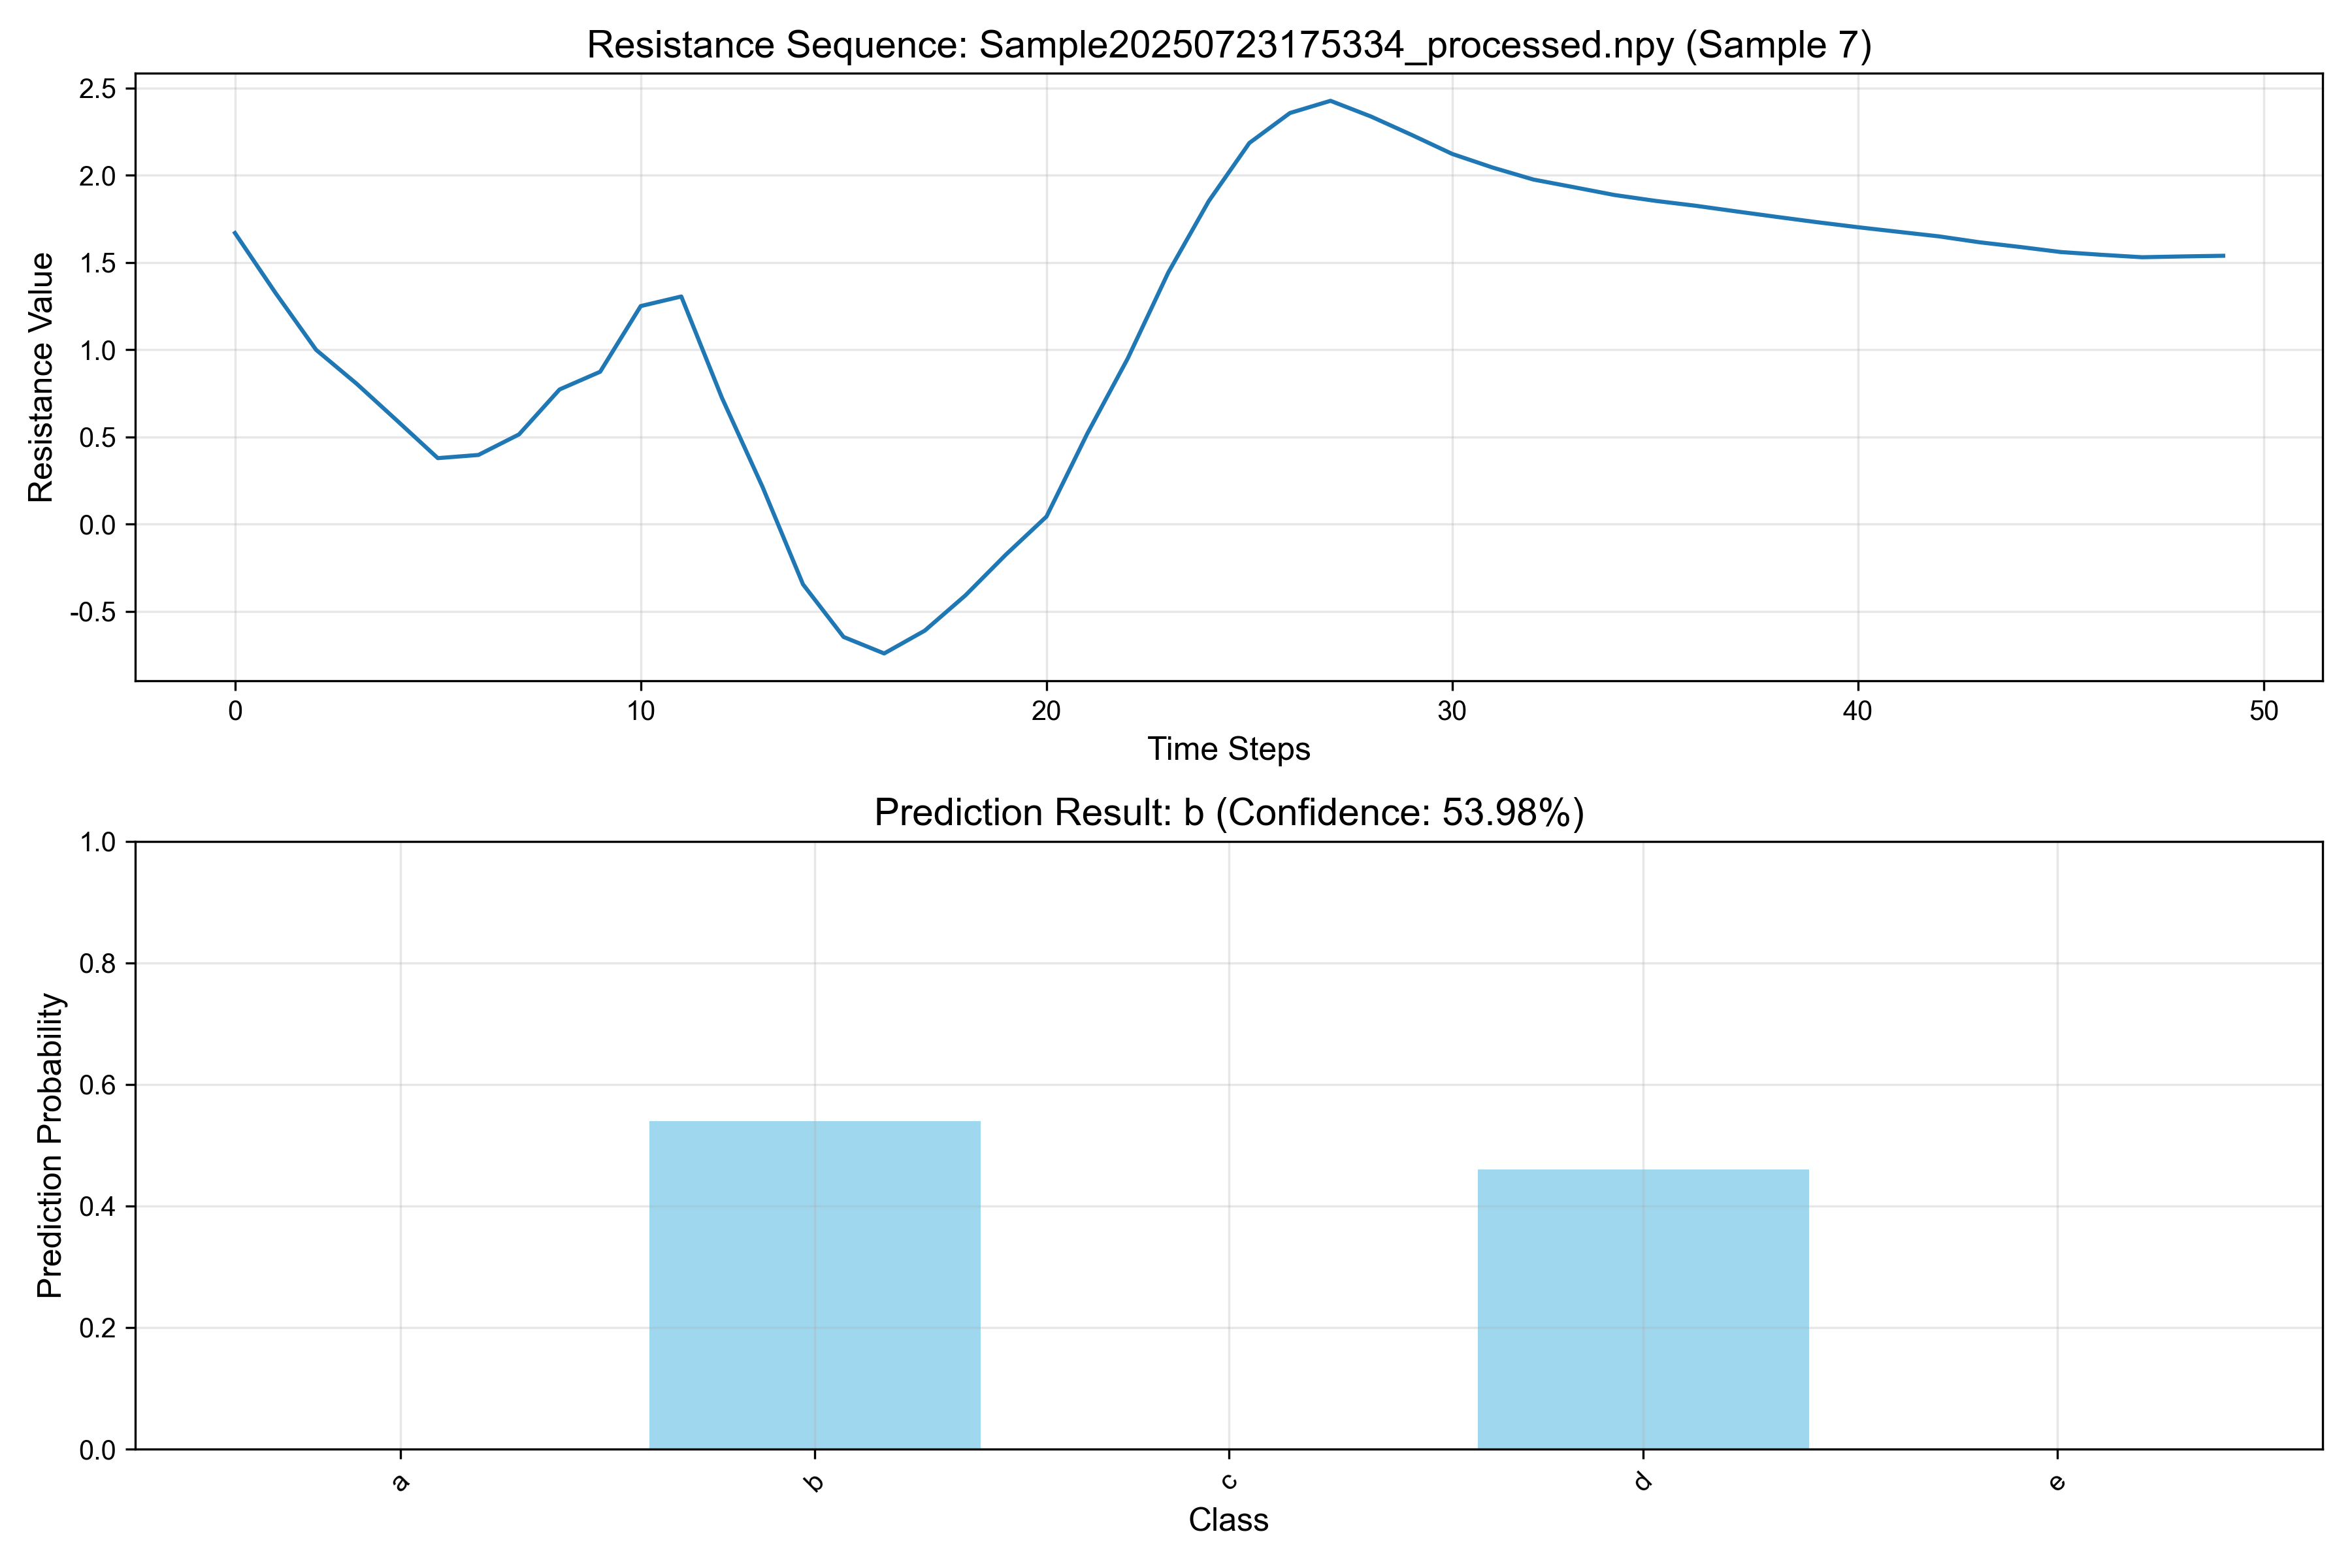 Resistance Sequence: Sample20250723175334_processed.npy (Sample 7)
2.5
2.0
1.5
1.0
0.5
0.0
-0.5
Resistance Value
0 10 20 30 40 50
Time Steps
Prediction Result: b (Confidence: 53.98%)
1.0
0.8
0.6
0.4
0.2
0.0
Prediction Probability
a b c d e
Class